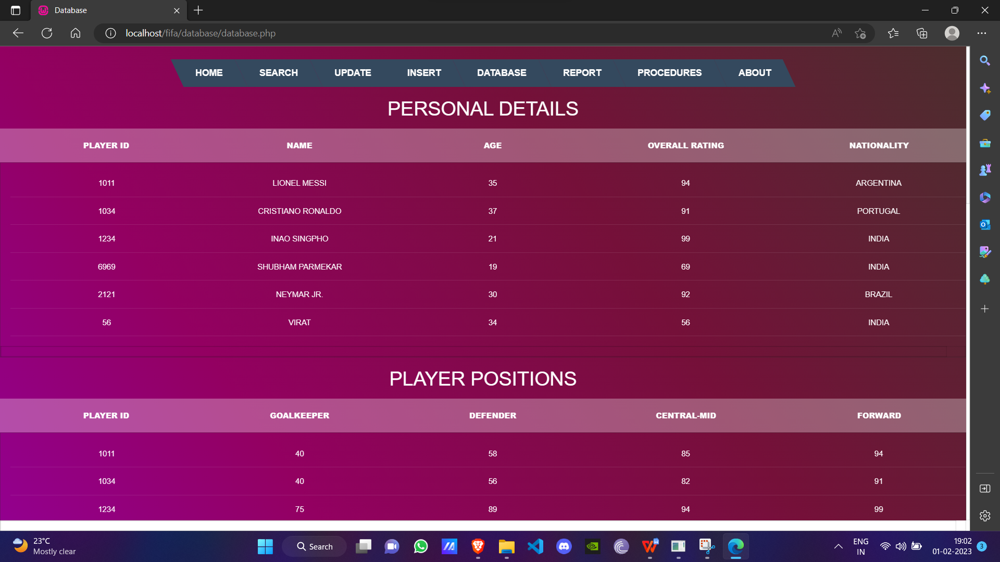 Database
localhost/fifa/database/database.php
HOME SEARCH UPDATE INSERT DATABASE REPORT PROCEDURES ABOUT
PERSONAL DETAILS
PLAYER ID NAME AGE OVERALL RATING NATIONALITY
1011 LIONEL MESSI 35 94 ARGENTINA
1034 CRISTIANO RONALDO 37 91 PORTUGAL
1234 INAO SINGPHO 21 99 INDIA
6969 SHUBHAM PARMEKAR 19 69 INDIA
2121 NEYMAR JR. 30 92 BRAZIL
56 VIRAT 34 56 INDIA
PLAYER POSITIONS
PLAYER ID GOALKEEPER DEFENDER CENTRAL-MID FORWARD
1011 40 58 85 94
1034 40 56 82 91
1234 75 89 94 99
23°C
Mostly clear
Search
ENG
IN
19:02
01-02-2023
3